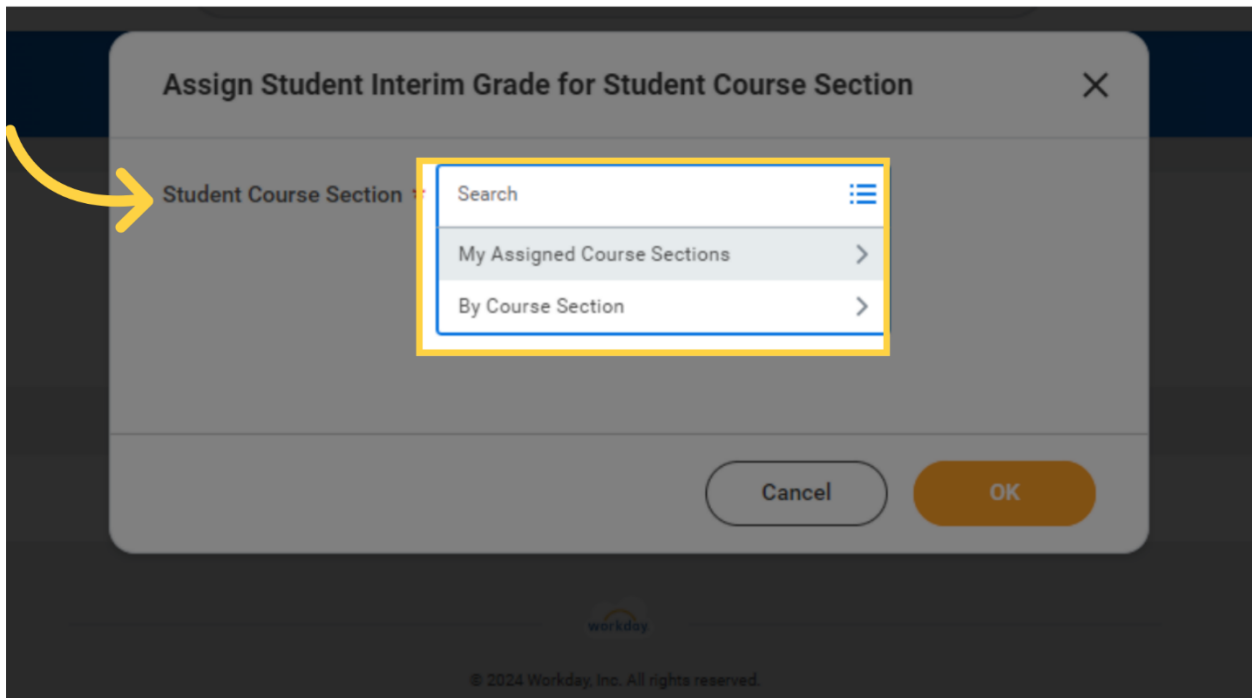 Assign Student Interim Grade for Student Course Section
Student Course Section *
Search
My Assigned Course Sections
By Course Section
Cancel
OK
workday
© 2024 Workday, Inc. All rights reserved.